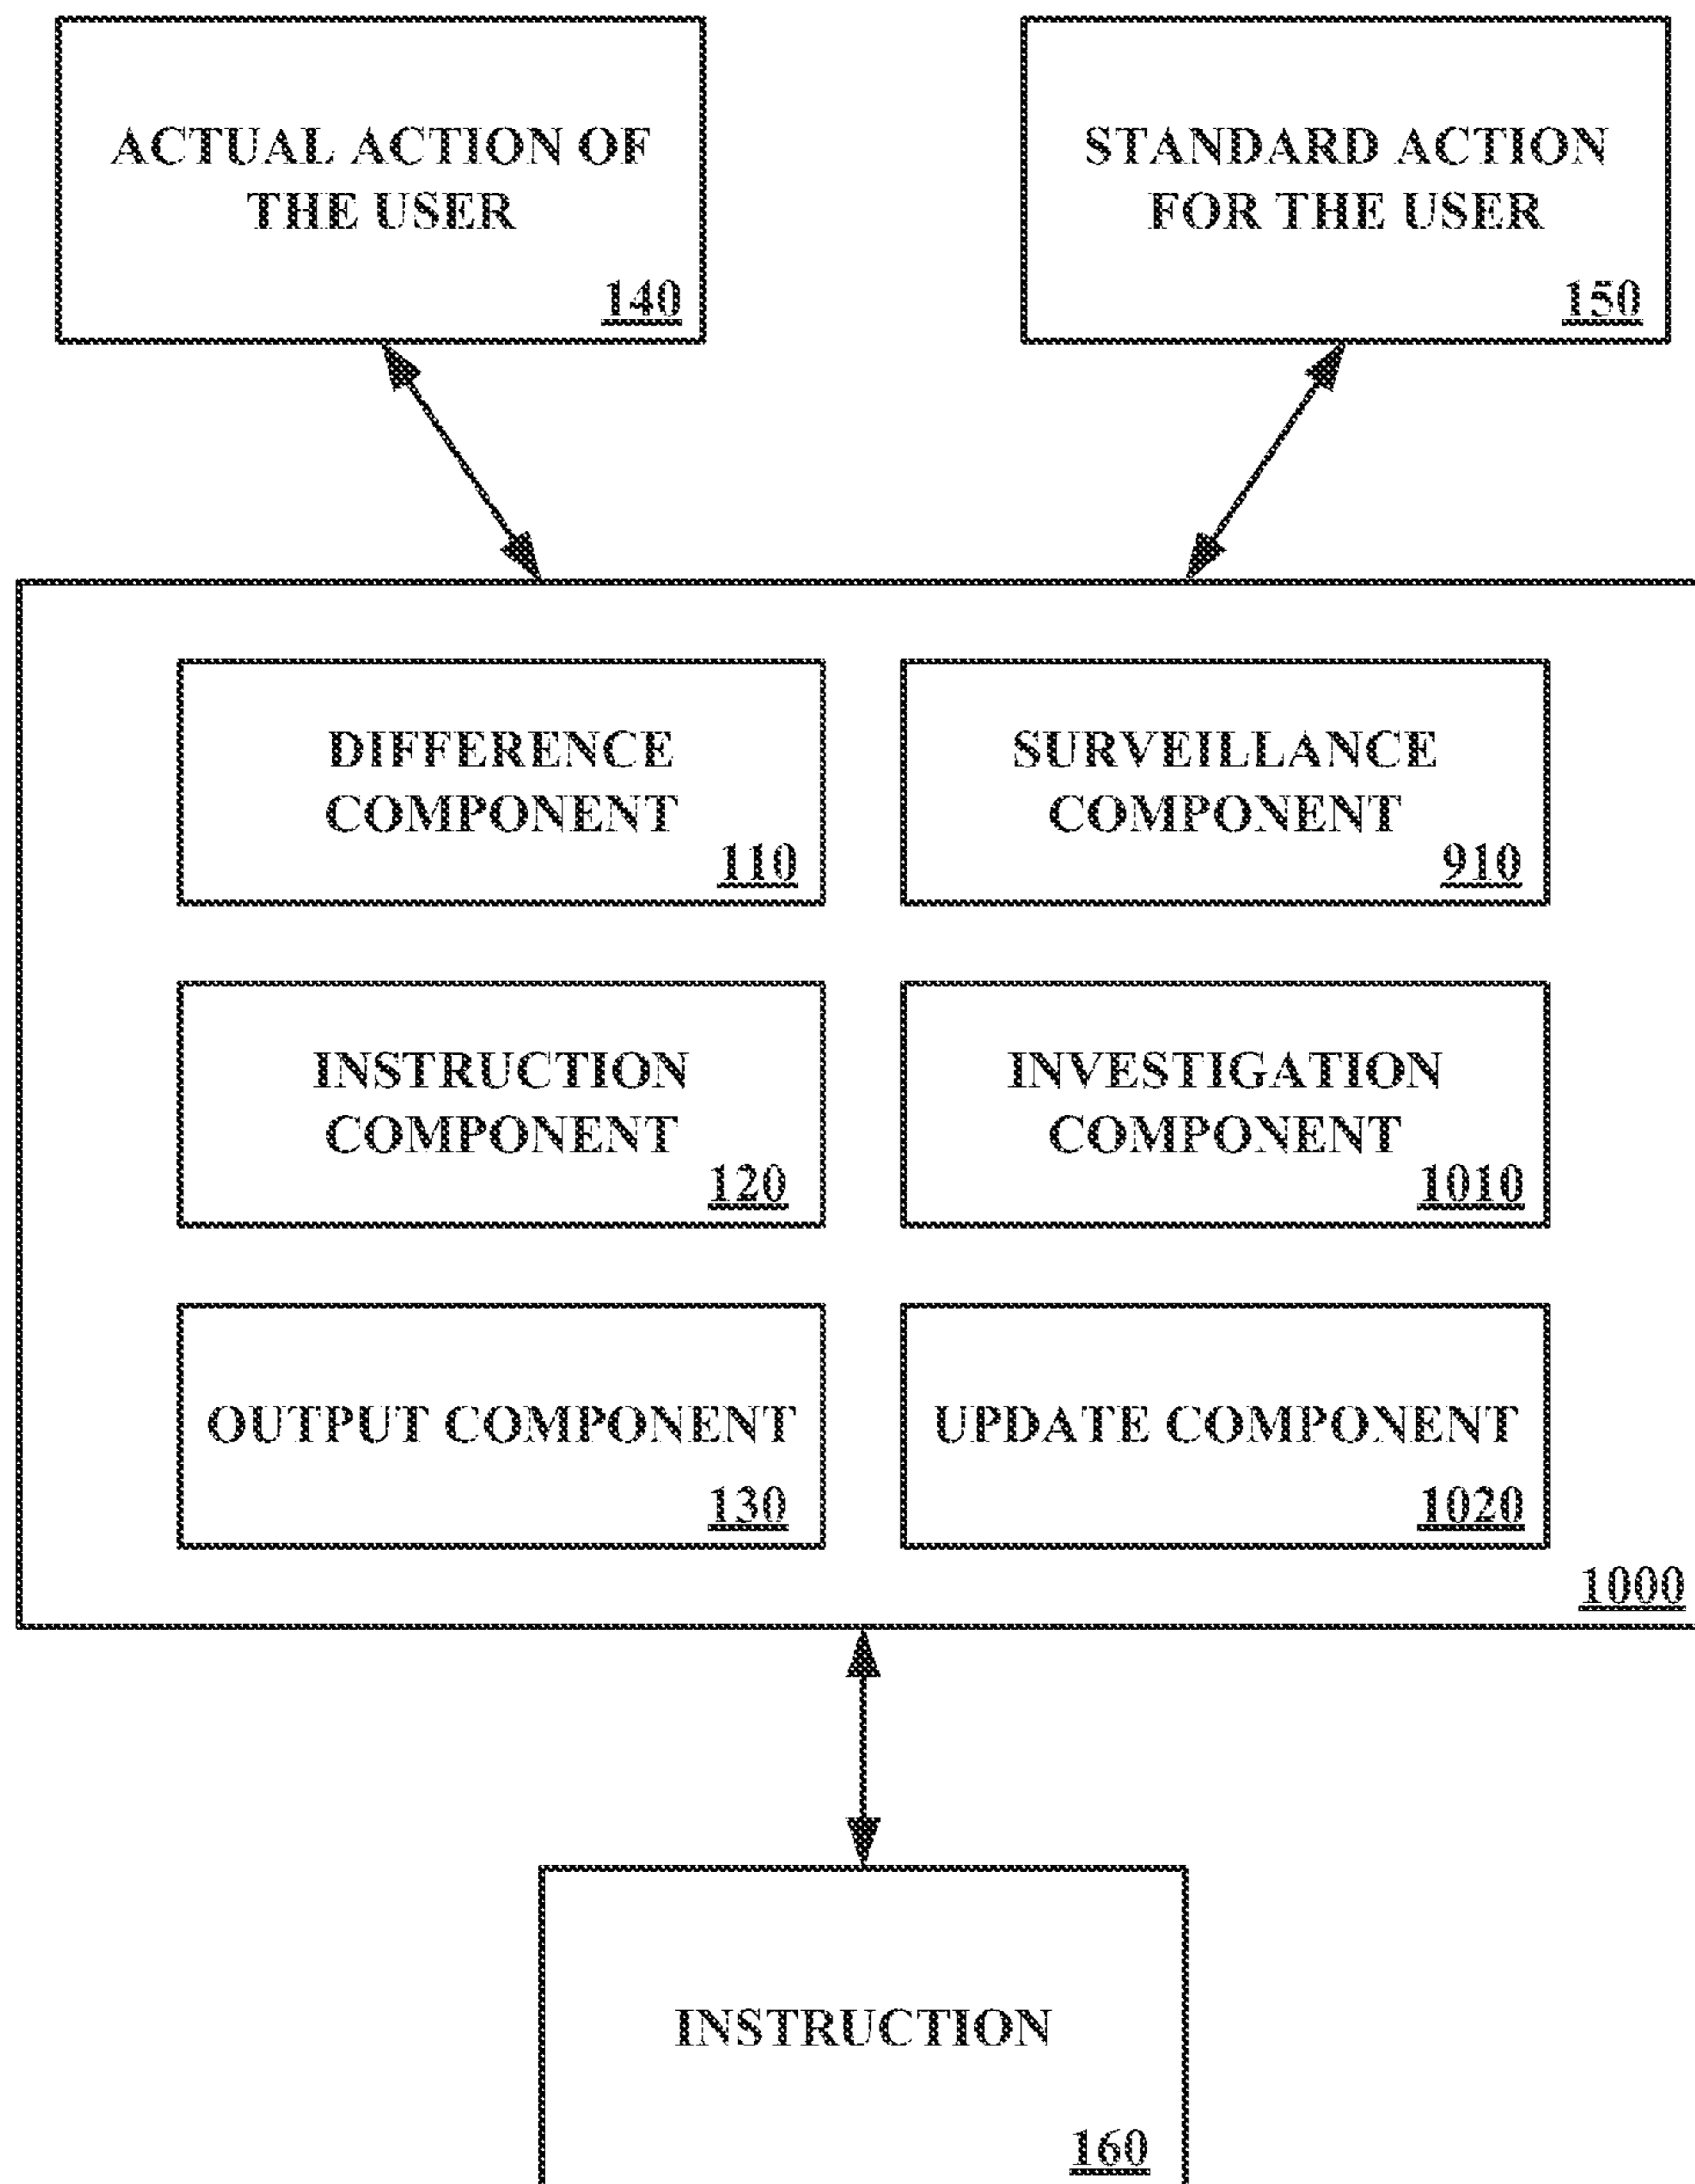 ACTUAL ACTION OF
THE USER
140
STANDARD ACTION
FOR THE USER
150
DIFFERENCE
COMPONENT
110
SURVEILLANCE
COMPONENT
910
INSTRUCTION
COMPONENT
120
INVESTIGATION
COMPONENT
1010
OUTPUT COMPONENT
130
UPDATE COMPONENT
1020
1000
INSTRUCTION
160